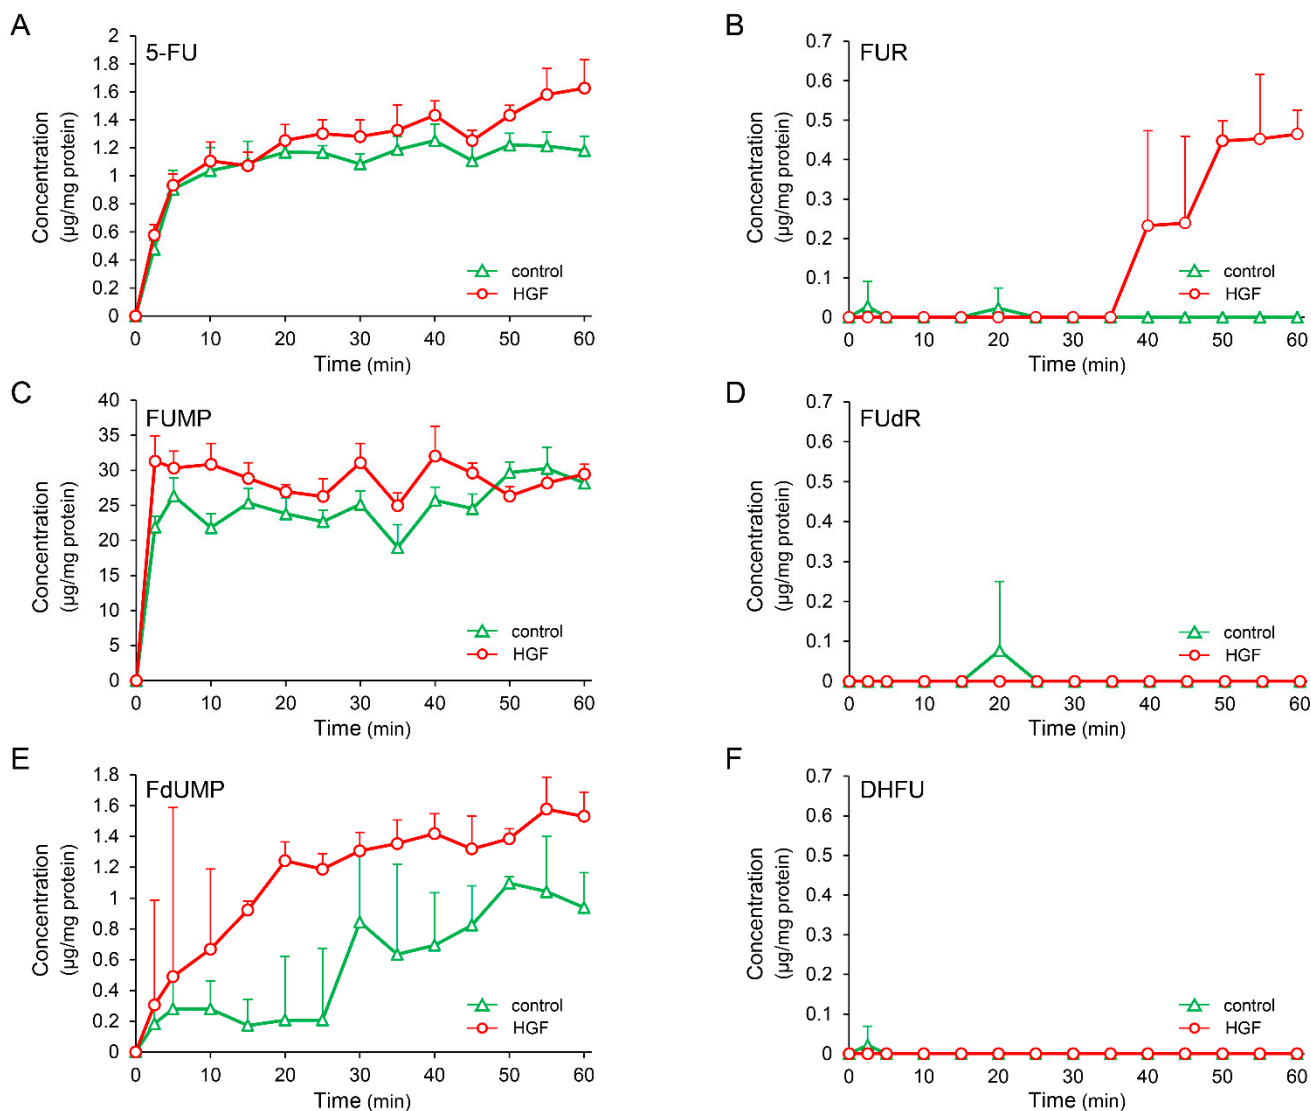 A
5-FU
Concentration
(µg/mg protein)
2
1.8
1.6
1.4
1.2
1
0.8
0.6
0.4
0.2
0
control
HGF
0 10 20 30 40 50 60
Time (min)
B
FUR
Concentration
(µg/mg protein)
0.7
0.6
0.5
0.4
0.3
0.2
0.1
0
control
HGF
0 10 20 30 40 50 60
Time (min)
C
FUMP
Concentration
(µg/mg protein)
40
35
30
25
20
15
10
5
0
control
HGF
0 10 20 30 40 50 60
Time (min)
D
FUdR
Concentration
(µg/mg protein)
0.7
0.6
0.5
0.4
0.3
0.2
0.1
0
control
HGF
0 10 20 30 40 50 60
Time (min)
E
FdUMP
Concentration
(µg/mg protein)
1.8
1.6
1.4
1.2
1
0.8
0.6
0.4
0.2
0
control
HGF
0 10 20 30 40 50 60
Time (min)
F
DHFU
Concentration
(µg/mg protein)
0.7
0.6
0.5
0.4
0.3
0.2
0.1
0
control
HGF
0 10 20 30 40 50 60
Time (min)